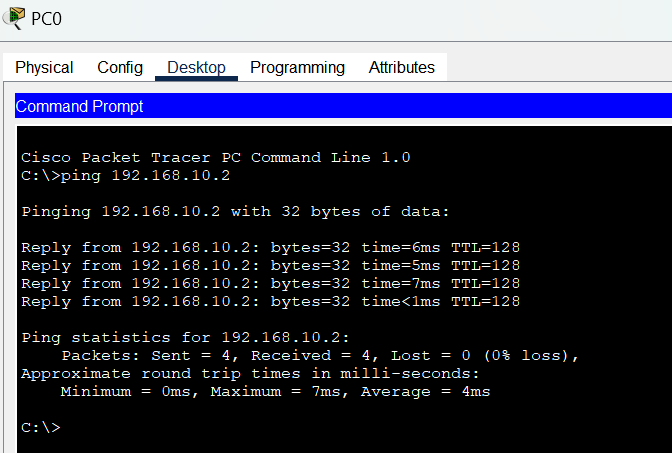 PC0
Physical Config Desktop Programming Attributes
Command Prompt
Cisco Packet Tracer PC Command Line 1.0
C:\>ping 192.168.10.2
Pinging 192.168.10.2 with 32 bytes of data:
Reply from 192.168.10.2: bytes=32 time=6ms TTL=128
Reply from 192.168.10.2: bytes=32 time=5ms TTL=128
Reply from 192.168.10.2: bytes=32 time=7ms TTL=128
Reply from 192.168.10.2: bytes=32 time<1ms TTL=128
Ping statistics for 192.168.10.2:
Packets: Sent = 4, Received = 4, Lost = 0 (0% loss),
Approximate round trip times in milli-seconds:
Minimum = 0ms, Maximum = 7ms, Average = 4ms
C:\>